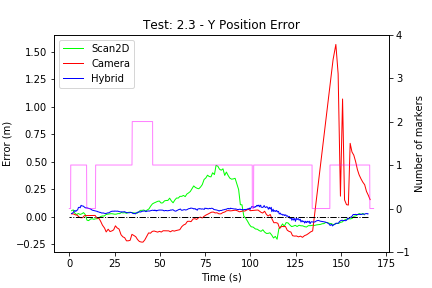 Test: 2.3 - Y Position Error
Scan2D
Camera
Hybrid
Error (m)
1.50
1.25
1.00
0.75
0.50
0.25
0.00
−0.25
4
3
2
1
0
−1
Number of markers
0 25 50 75 100 125 150 175
Time (s)